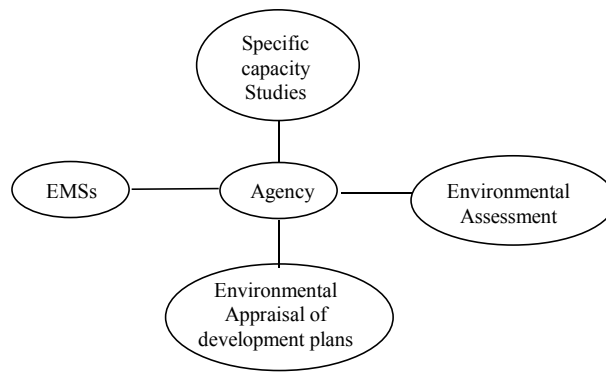 Specific
capacity
Studies
EMSs
Agency
Environmental
Assessment
Environmental
Appraisal of
development plans